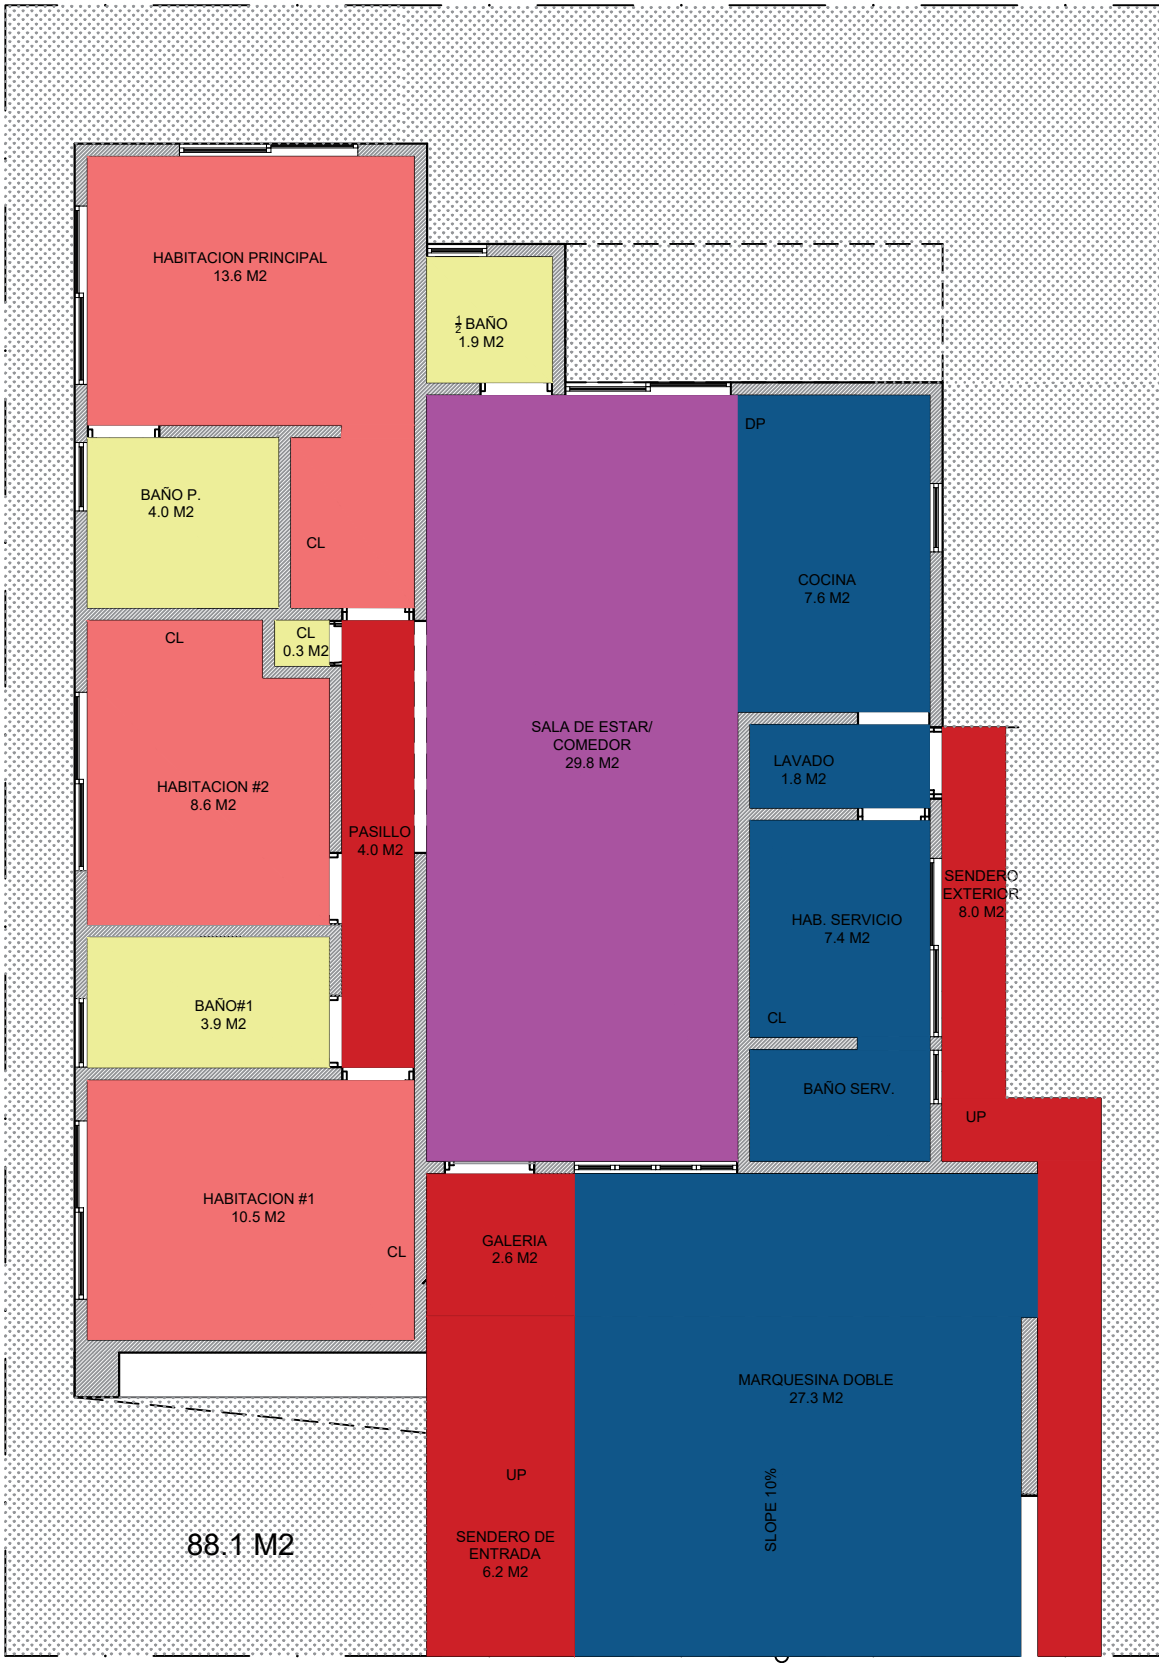 HABITACION PRINCIPAL
13.6 M2
½ BAÑO
1.9 M2
DP
BAÑO P.
4.0 M2
CL
COCINA
7.6 M2
CL
CL
0.3 M2
SALA DE ESTAR/
COMEDOR
29.8 M2
LAVADO
1.8 M2
HABITACION #2
8.6 M2
PASILLO
4.0 M2
SENDERO
EXTERIOR
8.0 M2
HAB. SERVICIO
7.4 M2
BAÑO#1
3.9 M2
CL
BAÑO SERV.
UP
HABITACION #1
10.5 M2
CL
GALERIA
2.6 M2
MARQUESINA DOBLE
27.3 M2
UP
SLOPE 10%
SENDERO DE
ENTRADA
6.2 M2
88.1 M2